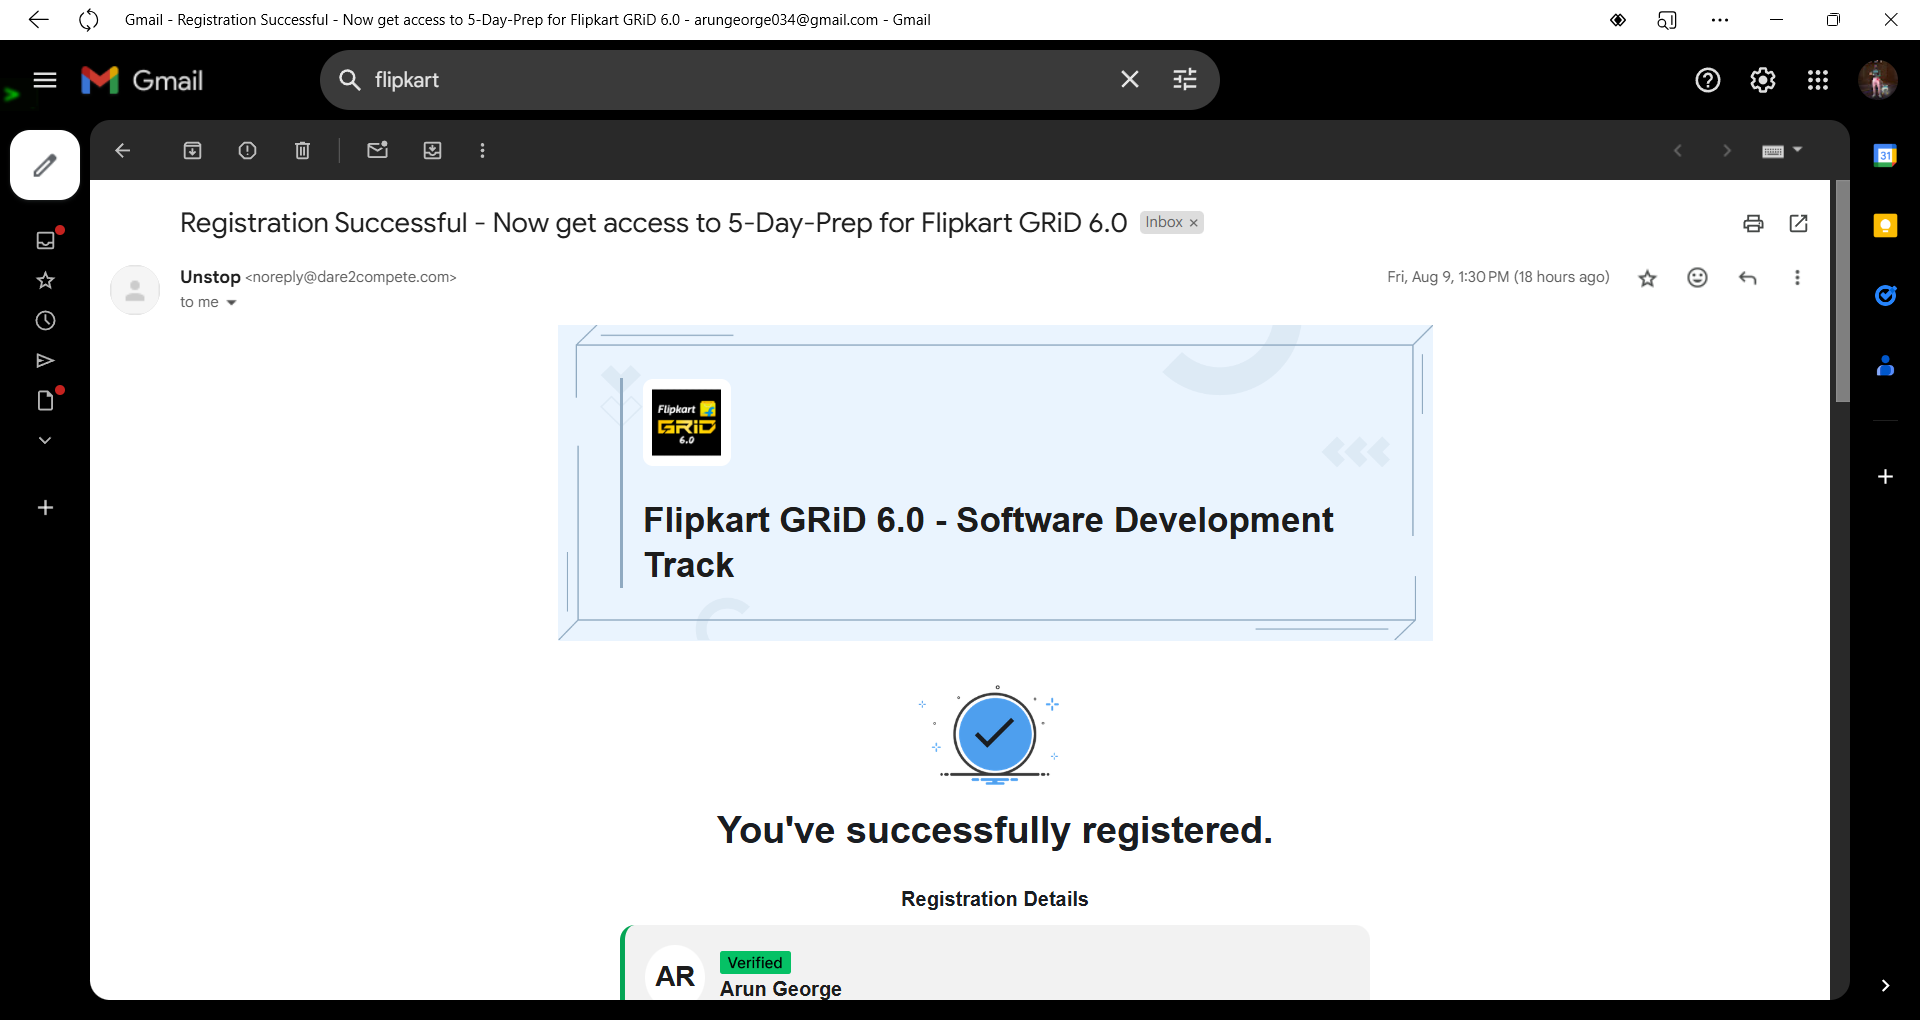 Gmail - Registration Successful - Now get access to 5-Day-Prep for Flipkart GRiD 6.0 - arungeorge034@gmail.com - Gmail
Gmail
flipkart
Registration Successful - Now get access to 5-Day-Prep for Flipkart GRiD 6.0
Inbox ×
Unstop <noreply@dare2compete.com>
Fri, Aug 9, 1:30 PM (18 hours ago)
to me
31
Flipkart
GRiD
6.0
Flipkart GRiD 6.0 - Software Development
Track
You've successfully registered.
Registration Details
AR
Verified
Arun George